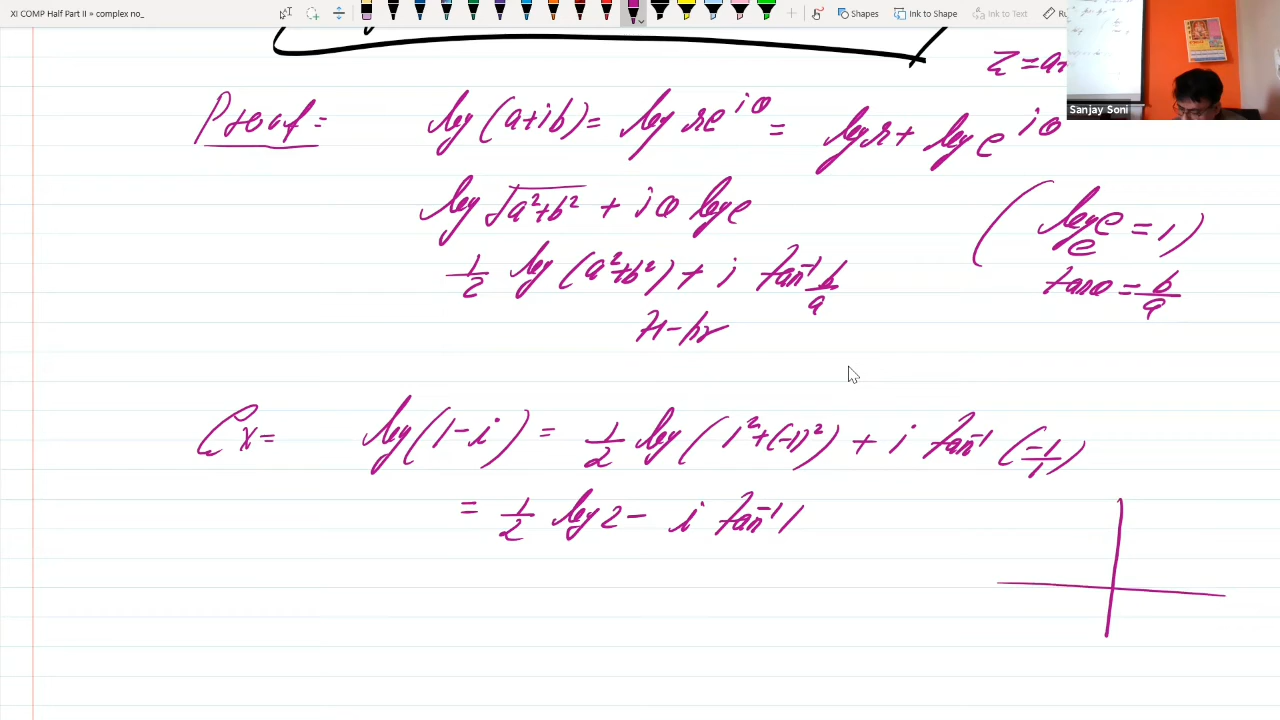 XI COMP Half Part II » complex no_
Shapes
Ink to Shape
Ink to Text
Sanjay Soni
Proof:- log(a+ib) = log re^{iθ} = log r + log e^{iθ}
log √(a²+b²) + iθ log e
(log_e e = 1)
1/2 log (a²+b²) + i tan⁻¹ b/a
tanθ = b/a
Ex= log(1-i) = 1/2 log (1²+(-1)²) + i tan⁻¹ (-1/1)
= 1/2 log 2 - i tan⁻¹ 1